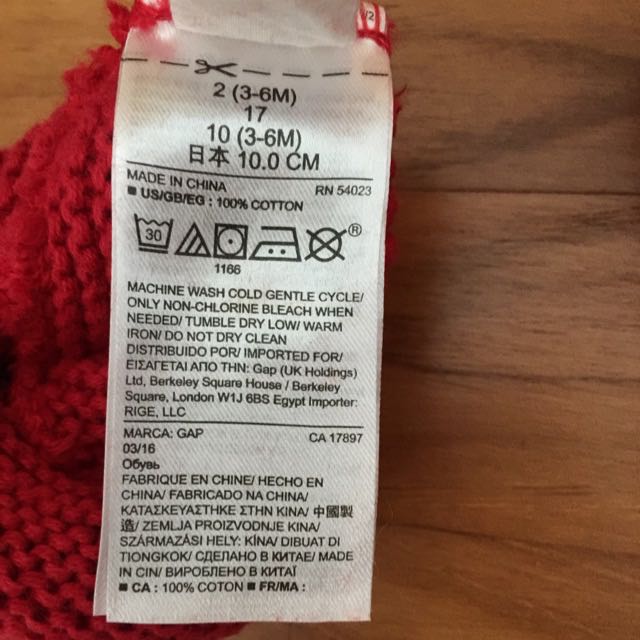 /2
2 (3-6M)
17
10 (3-6M)
日本 10.0 CM
MADE IN CHINA RN 54023
■ US/GB/EG : 100% COTTON
30
®
1166
MACHINE WASH COLD GENTLE CYCLE/
ONLY NON-CHLORINE BLEACH WHEN
NEEDED/ TUMBLE DRY LOW/ WARM
IRON/ DO NOT DRY CLEAN
DISTRIBUIDO POR/ IMPORTED FOR/
ΕΙΣΑΓΕΤΑΙ ΑΠΟ ΤΗΝ: Gap (UK Holdings)
Ltd, Berkeley Square House / Berkeley
Square, London W1J 6BS Egypt Importer:
RIGE, LLC
MARCA: GAP CA 17897
03/16
Обувь
FABRIQUE EN CHINE/ HECHO EN
CHINA/ FABRICADO NA CHINA/
ΚΑΤΑΣΚΕΥΑΣΤΗΚΕ ΣΤΗΝ ΚΙΝΑ/ 中國製
造/ ZEMLJA PROIZVODNJE KINA/
SZÁRMAZÁSI HELY: KÍNA/ DIBUAT DI
TIONGKOK/ СДЕЛАНО В КИТАЕ/ MADE
IN CIN/ ВИРОБЛЕНО В КИТАЇ
■ CA : 100% COTON ■ FR/MA :